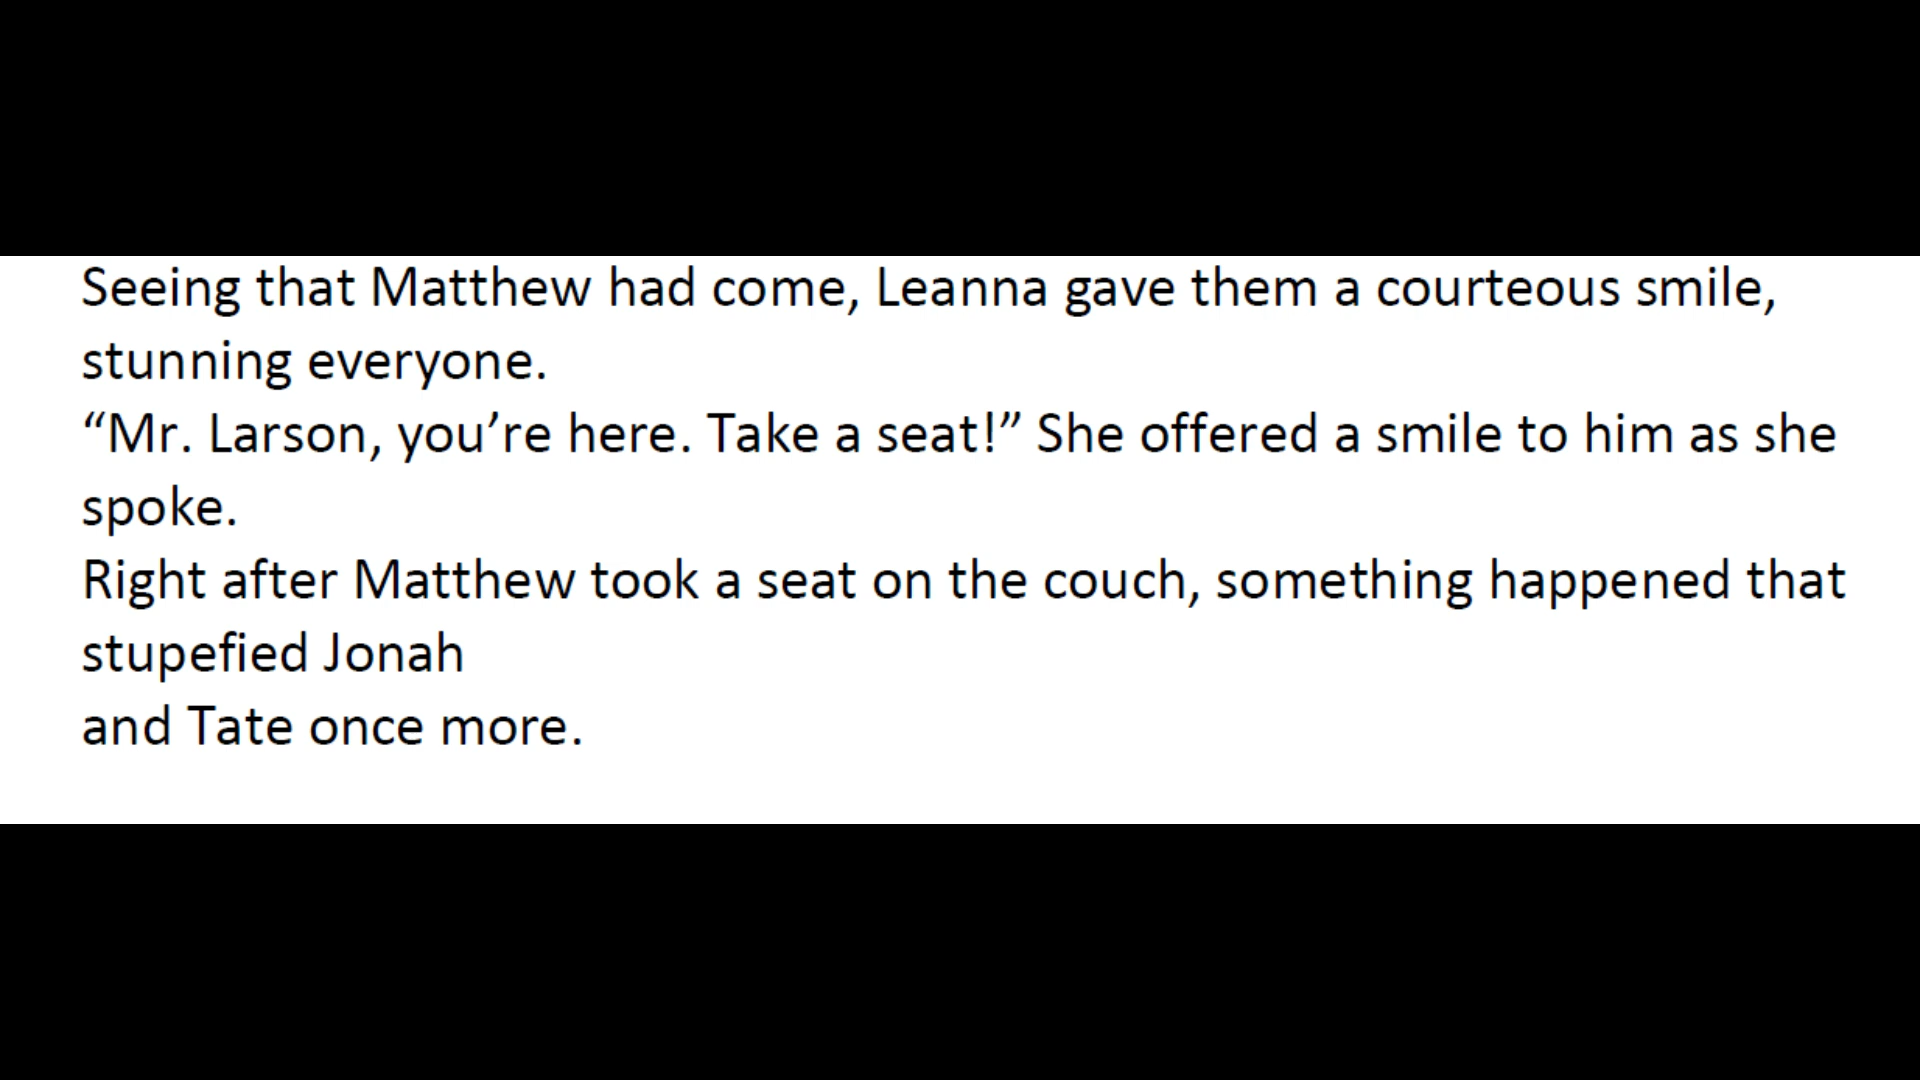 Seeing that Matthew had come, Leanna gave them a courteous smile,
stunning everyone.
“Mr. Larson, you’re here. Take a seat!” She offered a smile to him as she
spoke.
Right after Matthew took a seat on the couch, something happened that
stupefied Jonah
and Tate once more.